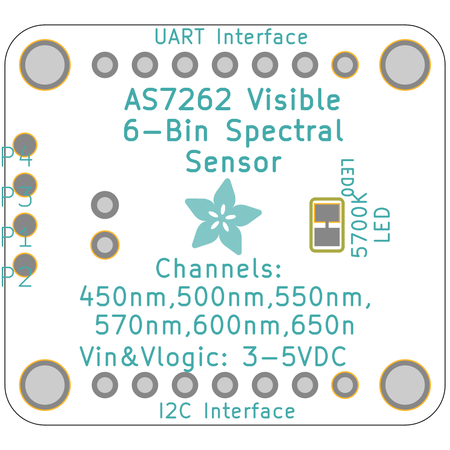 UART Interface
AS7262 Visible
6-Bin Spectral
Sensor
P4
P3
P1
P2
LED0
5700K
LED
Channels:
450nm,500nm,550nm,
570nm,600nm,650n
Vin&Vlogic: 3-5VDC
I2C Interface